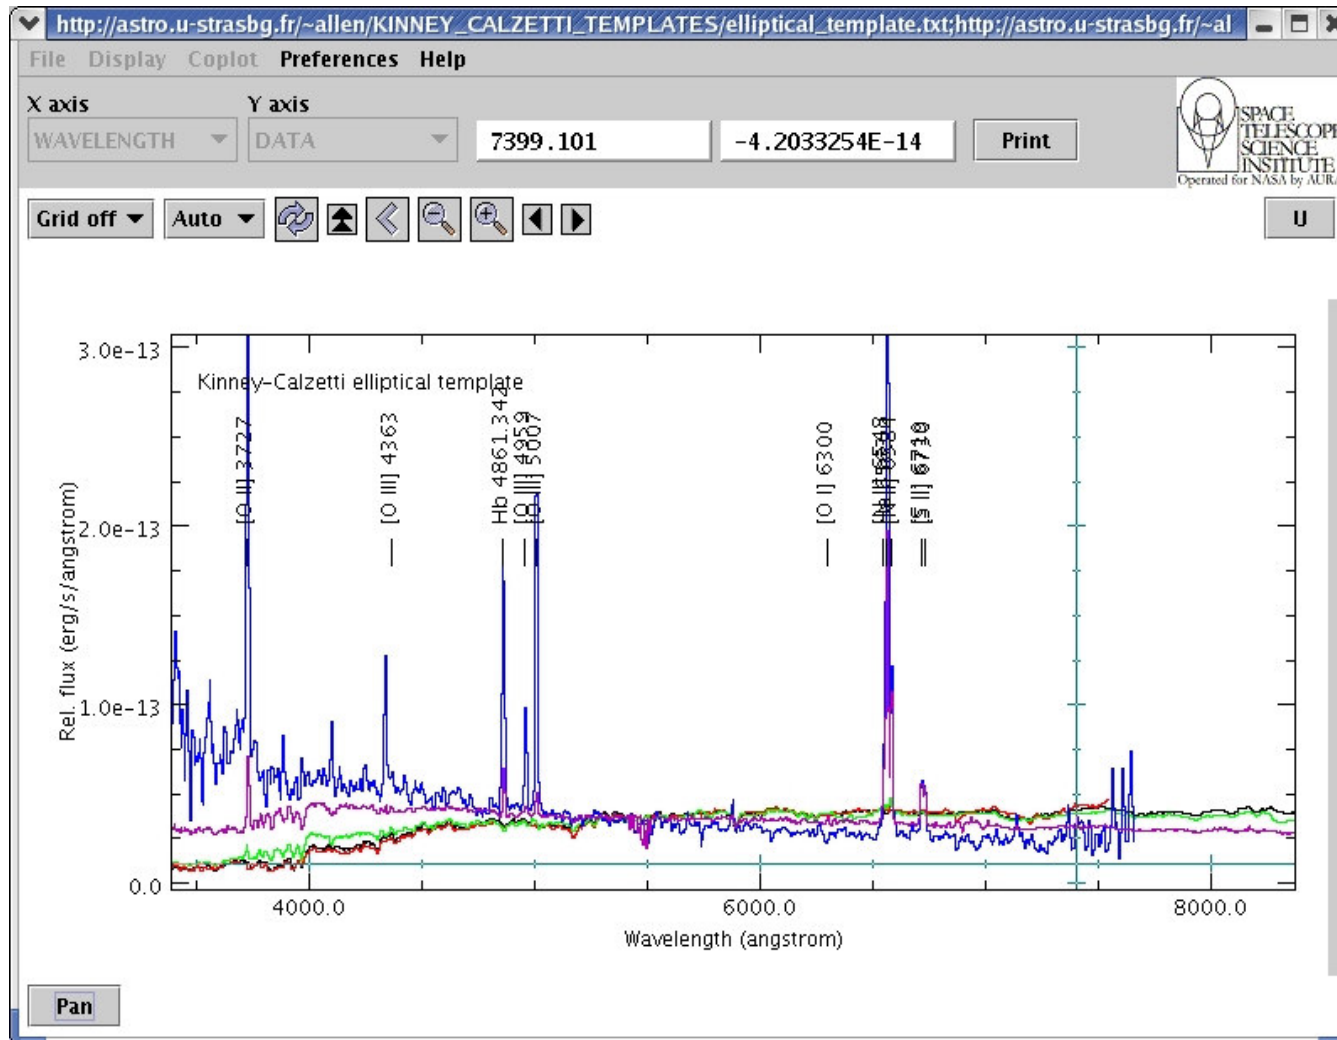 http://astro.u-strasbg.fr/~allen/KINNEY_CALZETTI_TEMPLATES/elliptical_template.txt;http://astro.u-strasbg.fr/~al
File Display Coplot Preferences Help
X axis Y axis
WAVELENGTH DATA 7399.101 -4.2033254E-14 Print
SPACE
TELESCOPE
SCIENCE
INSTITUTE
Operated for NASA by AURA
Grid off Auto U
3.0e-13
Kinney-Calzetti elliptical template
[O II] 3727
[O III] 4363
Hb 4861.342
[O III] 4959
[O III] 5007
[O I] 6300
2.0e-13
1.0e-13
0.0
Rel. flux (erg/s/angstrom)
4000.0 6000.0 8000.0
Wavelength (angstrom)
Pan